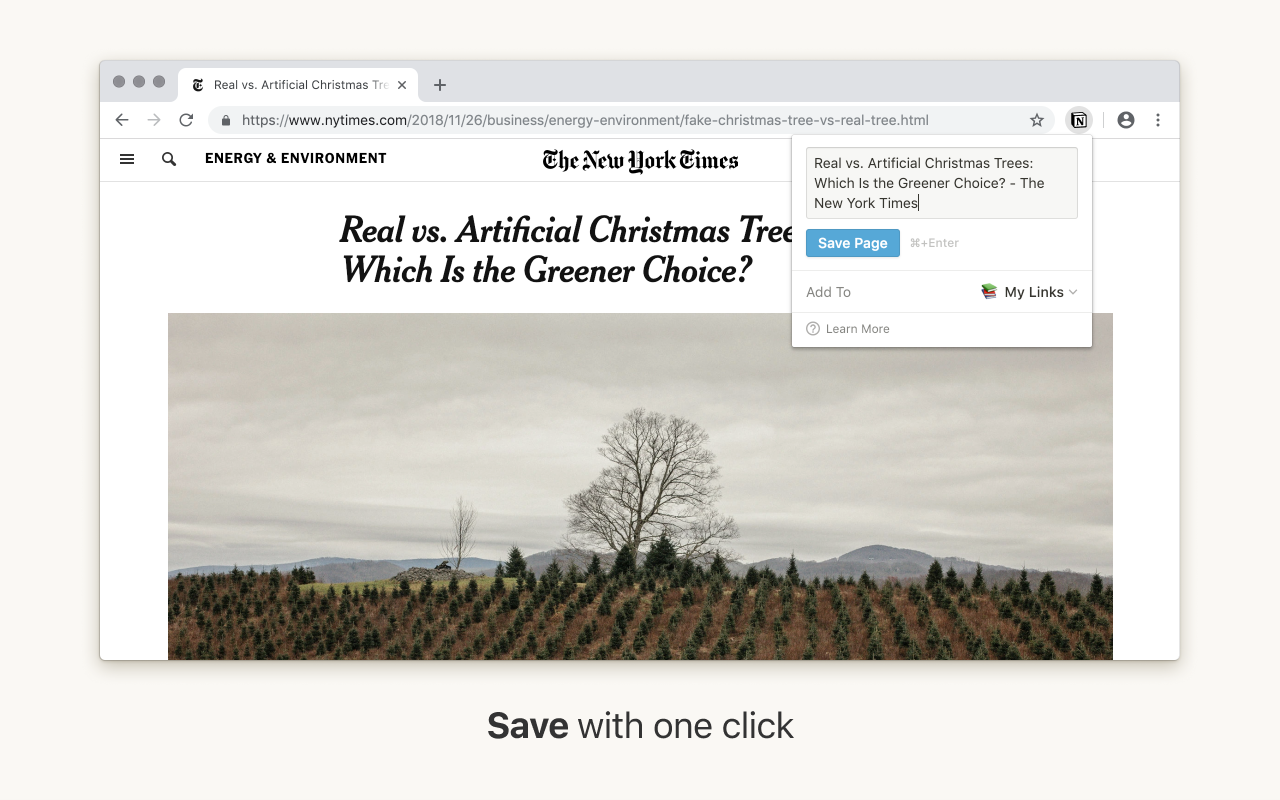 Real vs. Artificial Christmas Tre
https://www.nytimes.com/2018/11/26/business/energy-environment/fake-christmas-tree-vs-real-tree.html
N
ENERGY & ENVIRONMENT
The New York Times
Real vs. Artificial Christmas Tree
Which Is the Greener Choice?
Real vs. Artificial Christmas Trees:
Which Is the Greener Choice? - The
New York Times
Save Page ⌘+Enter
Add To My Links
? Learn More
Save with one click